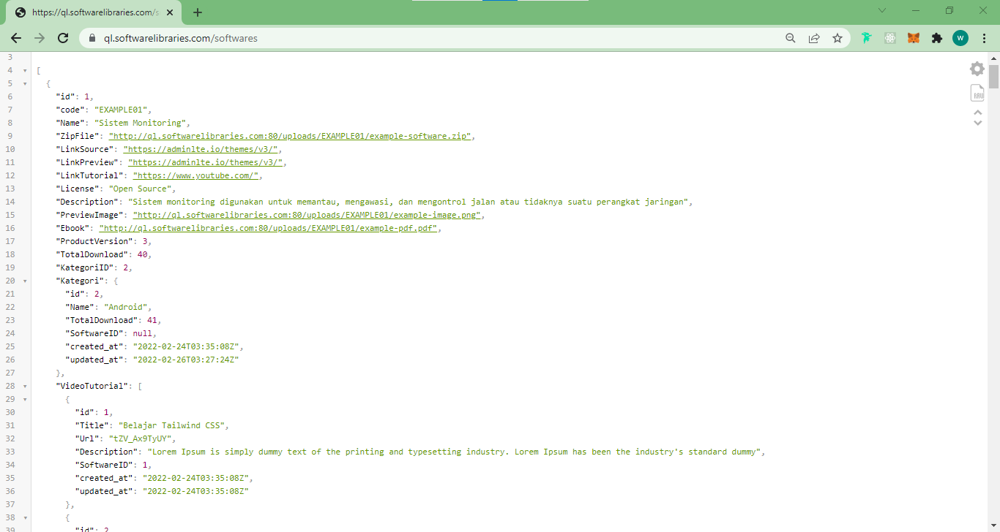 https://ql.softwarelibraries.com/s
ql.softwarelibraries.com/softwares
W
RAW
3
4 [
5 {
6 "id": 1,
7 "code": "EXAMPLE01",
8 "Name": "Sistem Monitoring",
9 "ZipFile": "http://ql.softwarelibraries.com:80/uploads/EXAMPLE01/example-software.zip",
10 "LinkSource": "https://adminlte.io/themes/v3/",
11 "LinkPreview": "https://adminlte.io/themes/v3/",
12 "LinkTutorial": "https://www.youtube.com/",
13 "License": "Open Source",
14 "Description": "Sistem monitoring digunakan untuk memantau, mengawasi, dan mengontrol jalan atau tidaknya suatu perangkat jaringan",
15 "PreviewImage": "http://ql.softwarelibraries.com:80/uploads/EXAMPLE01/example-image.png",
16 "Ebook": "http://ql.softwarelibraries.com:80/uploads/EXAMPLE01/example-pdf.pdf",
17 "ProductVersion": 3,
18 "TotalDownload": 40,
19 "KategoriID": 2,
20 "Kategori": {
21 "id": 2,
22 "Name": "Android",
23 "TotalDownload": 41,
24 "SoftwareID": null,
25 "created_at": "2022-02-24T03:35:08Z",
26 "updated_at": "2022-02-26T03:27:24Z"
27 },
28 "VideoTutorial": [
29 {
30 "id": 1,
31 "Title": "Belajar Tailwind CSS",
32 "Url": "tZV_Ax9TyUY",
33 "Description": "Lorem Ipsum is simply dummy text of the printing and typesetting industry. Lorem Ipsum has been the industry's standard dummy",
34 "SoftwareID": 1,
35 "created_at": "2022-02-24T03:35:08Z",
36 "updated_at": "2022-02-24T03:35:08Z"
37 },
38 {
39 "id": 2